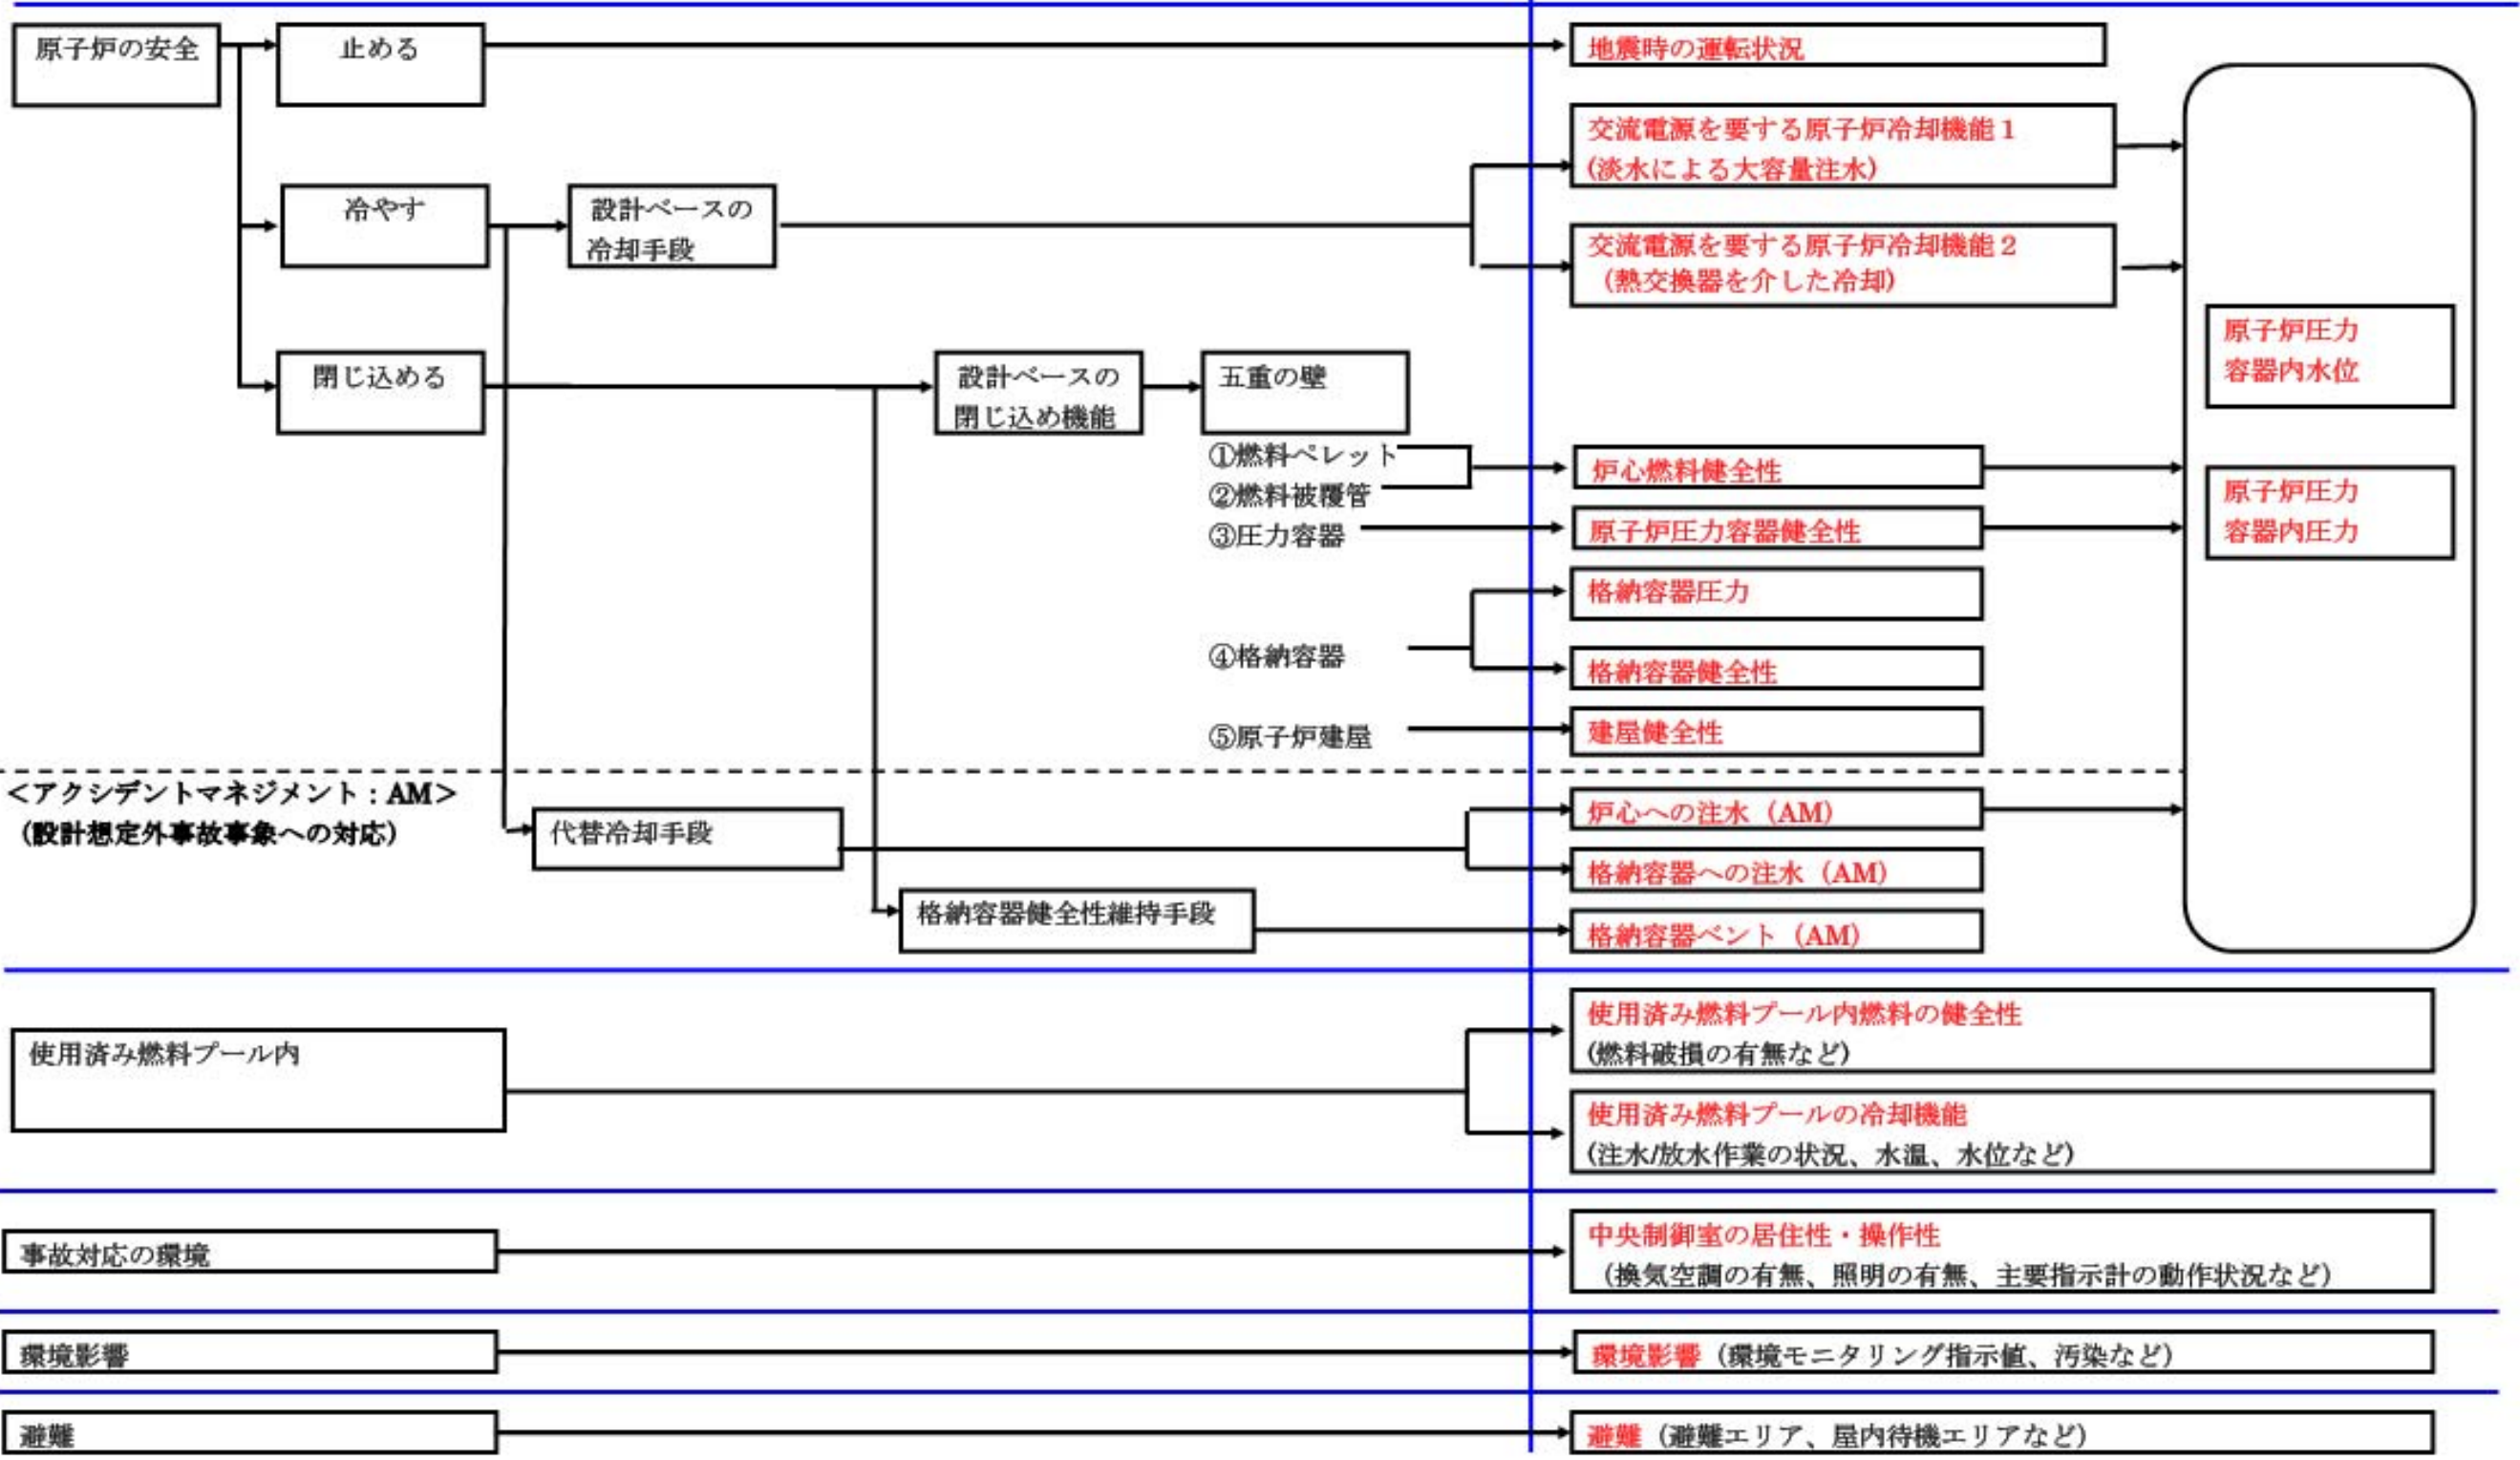 原子炉の安全
止める
地震時の運転状況
交流電源を要する原子炉冷却機能１
(淡水による大容量注水)
冷やす
設計ベースの
冷却手段
交流電源を要する原子炉冷却機能２
（熱交換器を介した冷却）
原子炉圧力
容器内水位
閉じ込める
設計ベースの
閉じ込め機能
五重の壁
①燃料ペレット
②燃料被覆管
③圧力容器
④格納容器
⑤原子炉建屋
炉心燃料健全性
原子炉圧力容器健全性
格納容器圧力
格納容器健全性
建屋健全性
原子炉圧力
容器内圧力
＜アクシデントマネジメント：AM＞
（設計想定外事故事象への対応）
代替冷却手段
格納容器健全性維持手段
炉心への注水（AM）
格納容器への注水（AM）
格納容器ベント（AM）
使用済み燃料プール内
使用済み燃料プール内燃料の健全性
(燃料破損の有無など)
使用済み燃料プールの冷却機能
(注水/放水作業の状況、水温、水位など)
事故対応の環境
中央制御室の居住性・操作性
（換気空調の有無、照明の有無、主要指示計の動作状況など）
環境影響
環境影響（環境モニタリング指示値、汚染など）
避難
避難（避難エリア、屋内待機エリアなど）